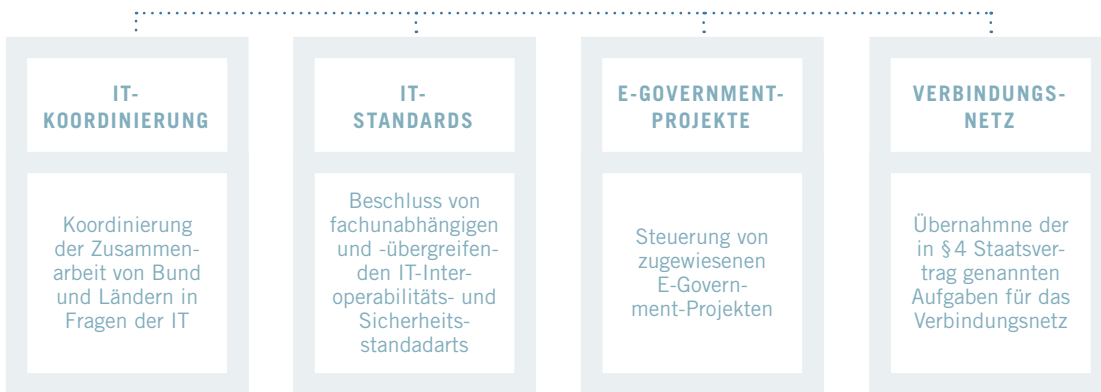 IT-
KOORDINIERUNG
Koordinierung
der Zusammen-
arbeit von Bund
und Ländern in
Fragen der IT
IT-
STANDARDS
Beschluss von
fachunabhängigen
und -übergreifen-
den IT-Inter-
operabilitäts- und
Sicherheits-
standadarts
E-GOVERNMENT-
PROJEKTE
Steuerung von
zugewiesenen
E-Govern-
ment-Projekten
VERBINDUNGS-
NETZ
Übernahmne der
in § 4 Staatsver-
trag genannten
Aufgaben für das
Verbindungsnetz